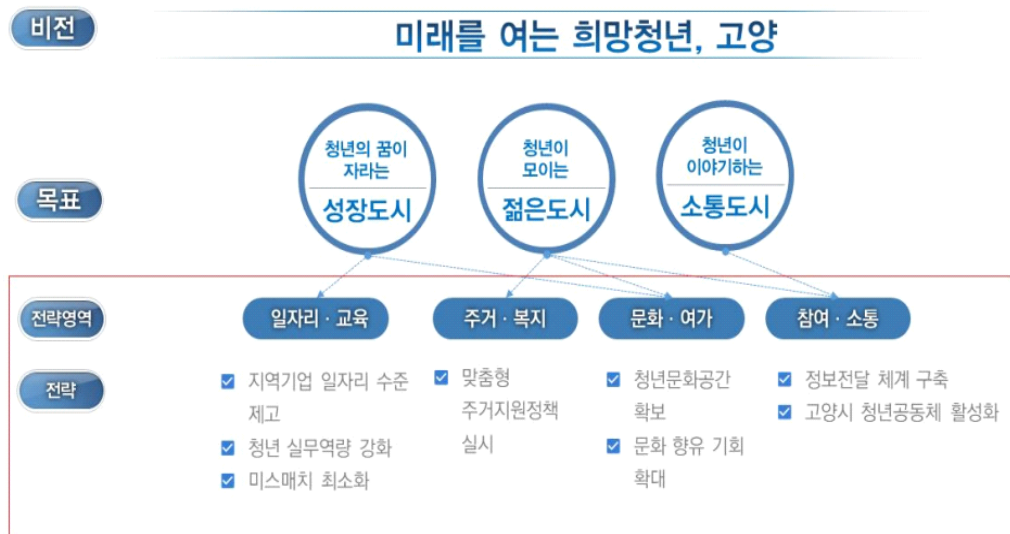 비전
미래를 여는 희망청년, 고양
목표
청년의 꿈이
자라는
성장도시
청년이
모이는
젊은도시
청년이
이야기하는
소통도시
전략영역
일자리 · 교육
주거 · 복지
문화 · 여가
참여 · 소통
전략
지역기업 일자리 수준
제고
청년 실무역량 강화
미스매치 최소화
맞춤형
주거지원정책
실시
청년문화공간
확보
문화 향유 기회
확대
정보전달 체계 구축
고양시 청년공동체 활성화